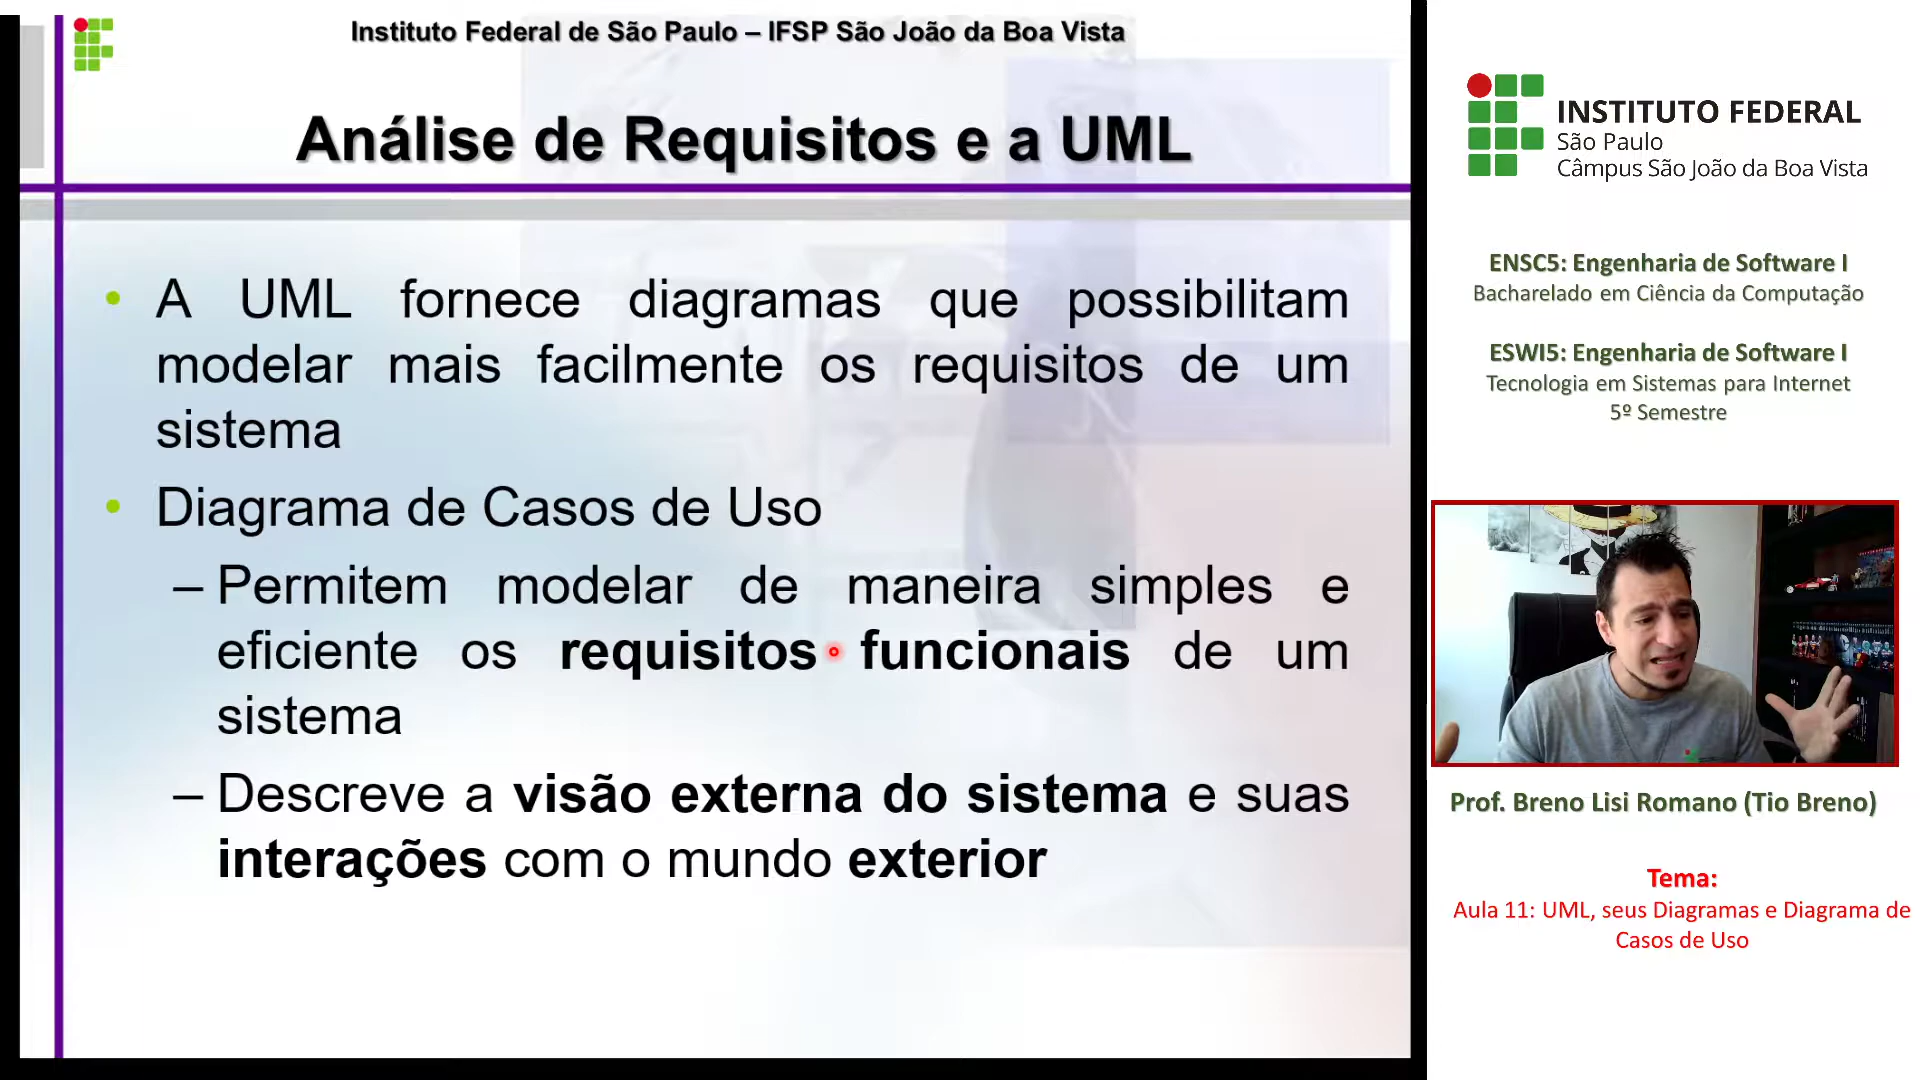 Instituto Federal de São Paulo – IFSP São João da Boa Vista
Análise de Requisitos e a UML
• A UML fornece diagramas que possibilitam
modelar mais facilmente os requisitos de um
sistema
• Diagrama de Casos de Uso
– Permitem modelar de maneira simples e
eficiente os requisitos funcionais de um
sistema
– Descreve a visão externa do sistema e suas
interações com o mundo exterior
INSTITUTO FEDERAL
São Paulo
Câmpus São João da Boa Vista
ENSC5: Engenharia de Software I
Bacharelado em Ciência da Computação
ESWI5: Engenharia de Software I
Tecnologia em Sistemas para Internet
5º Semestre
Prof. Breno Lisi Romano (Tio Breno)
Tema:
Aula 11: UML, seus Diagramas e Diagrama de
Casos de Uso